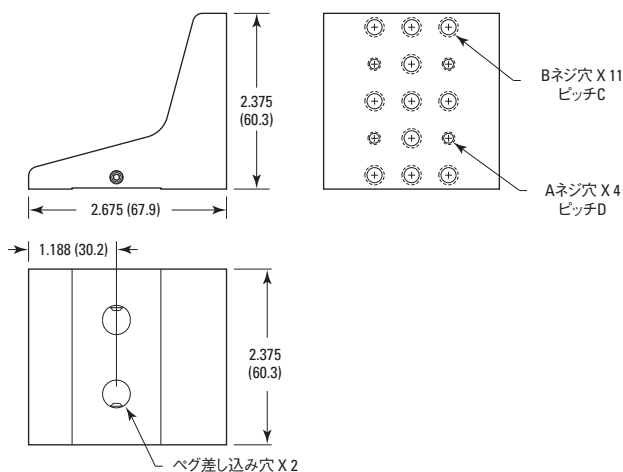 2.375
(60.3)
2.675 (67.9)
Bネジ穴 X 11
ピッチC
Aネジ穴 X 4
ピッチD
1.188 (30.2)
2.375
(60.3)
ペグ差し込み穴 X 2